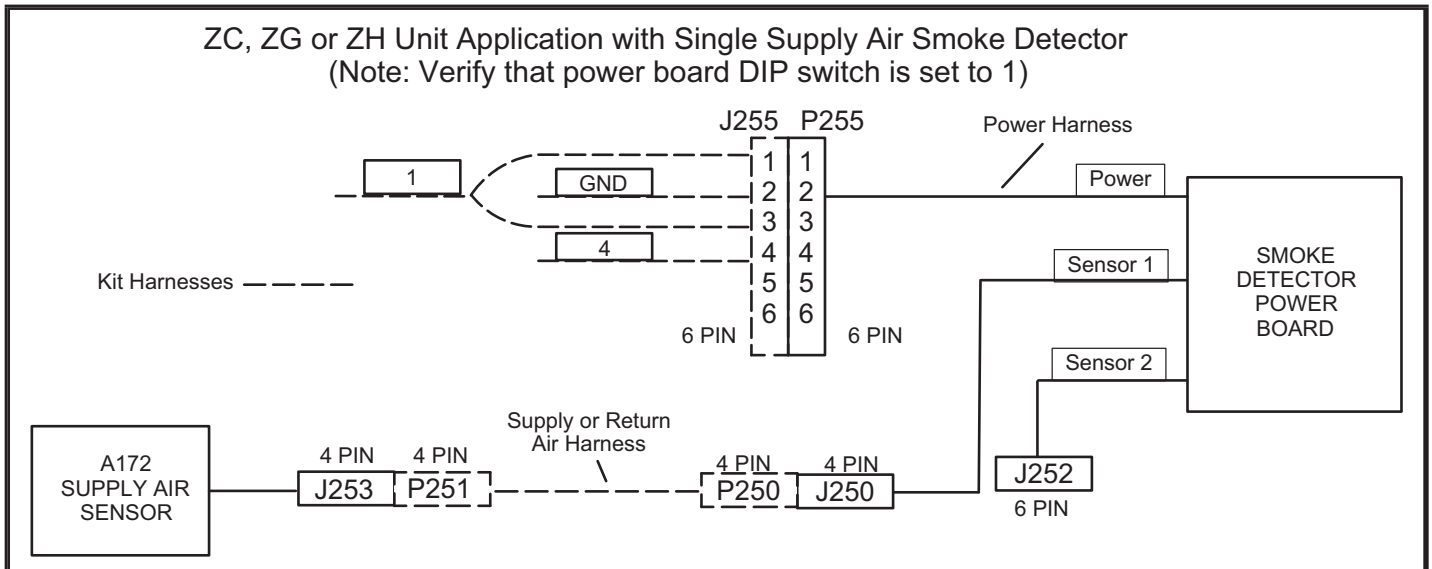 ZC, ZG or ZH Unit Application with Single Supply Air Smoke Detector
(Note: Verify that power board DIP switch is set to 1)
J255 P255
Power Harness
1
GND
4
1 1
2 2
3 3
4 4
5 5
6 6
6 PIN
6 PIN
Power
Sensor 1
Sensor 2
SMOKE
DETECTOR
POWER
BOARD
Kit Harnesses
Supply or Return
Air Harness
A172
SUPPLY AIR
SENSOR
4 PIN 4 PIN
J253 P251
4 PIN 4 PIN
P250 J250
J252
6 PIN